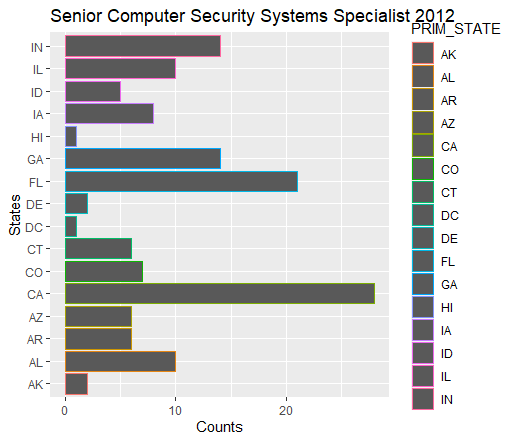 Senior Computer Security Systems Specialist 2012
PRIM_STATE
IN
IL
ID
IA
HI
GA
FL
DE
DC
CT
CO
CA
AZ
AR
AL
AK
States
0 10 20
Counts
AK
AL
AR
AZ
CA
CO
CT
DC
DE
FL
GA
HI
IA
ID
IL
IN